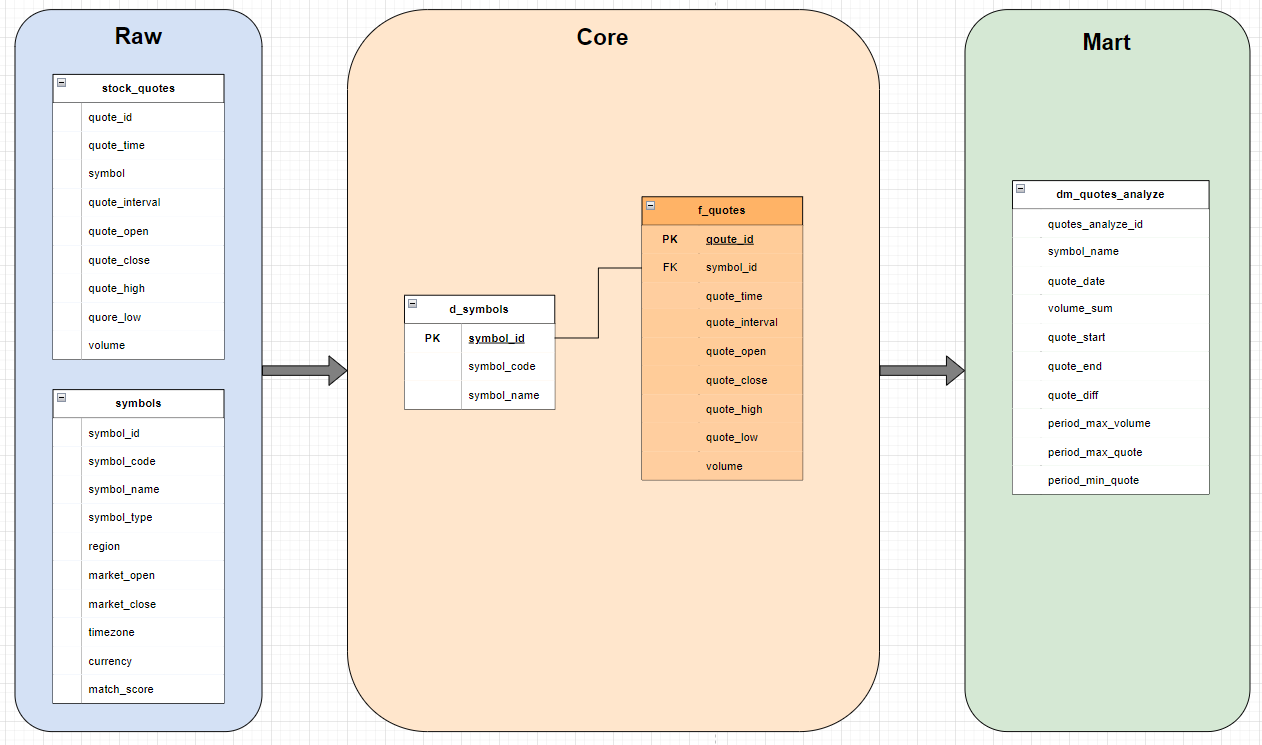 Raw
stock_quotes
quote_id
quote_time
symbol
quote_interval
quote_open
quote_close
quote_high
quore_low
volume
symbols
symbol_id
symbol_code
symbol_name
symbol_type
region
market_open
market_close
timezone
currency
match_score
Core
d_symbols
PK symbol_id
symbol_code
symbol_name
f_quotes
PK qoute_id
FK symbol_id
quote_time
quote_interval
quote_open
quote_close
quote_high
quote_low
volume
Mart
dm_quotes_analyze
quotes_analyze_id
symbol_name
quote_date
volume_sum
quote_start
quote_end
quote_diff
period_max_volume
period_max_quote
period_min_quote